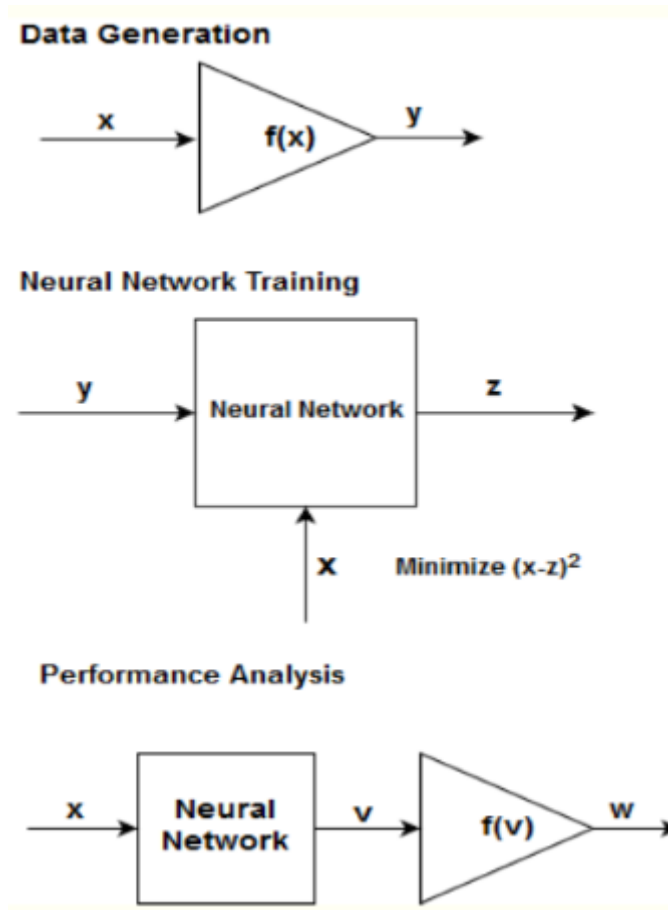 Data Generation
x
f(x)
y
Neural Network Training
y
Neural Network
z
x
Minimize (x-z)²
Performance Analysis
x
Neural
Network
v
f(v)
w